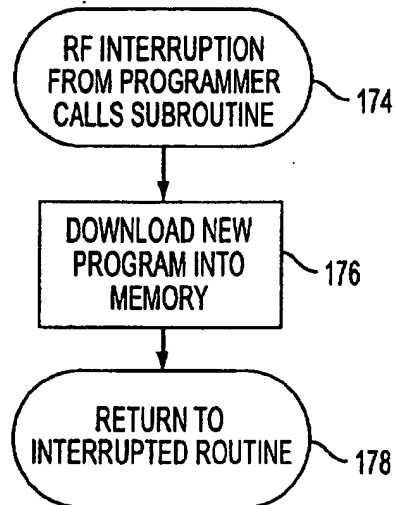 RF INTERRUPTION
FROM PROGRAMMER
CALLS SUBROUTINE
174
DOWNLOAD NEW
PROGRAM INTO
MEMORY
176
RETURN TO
INTERRUPTED ROUTINE
178